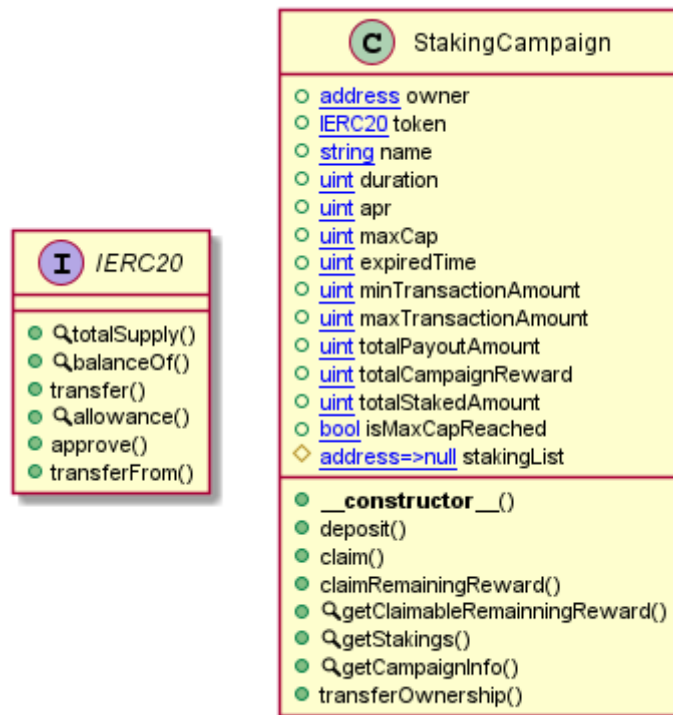 I IERC20
totalSupply()
balanceOf()
transfer()
allowance()
approve()
transferFrom()
C StakingCampaign
address owner
IERC20 token
string name
uint duration
uint apr
uint maxCap
uint expiredTime
uint minTransactionAmount
uint maxTransactionAmount
uint totalPayoutAmount
uint totalCampaignReward
uint totalStakedAmount
bool isMaxCapReached
address=>null stakingList
__constructor__()
deposit()
claim()
claimRemainingReward()
getClaimableRemainningReward()
getStakings()
getCampaignInfo()
transferOwnership()